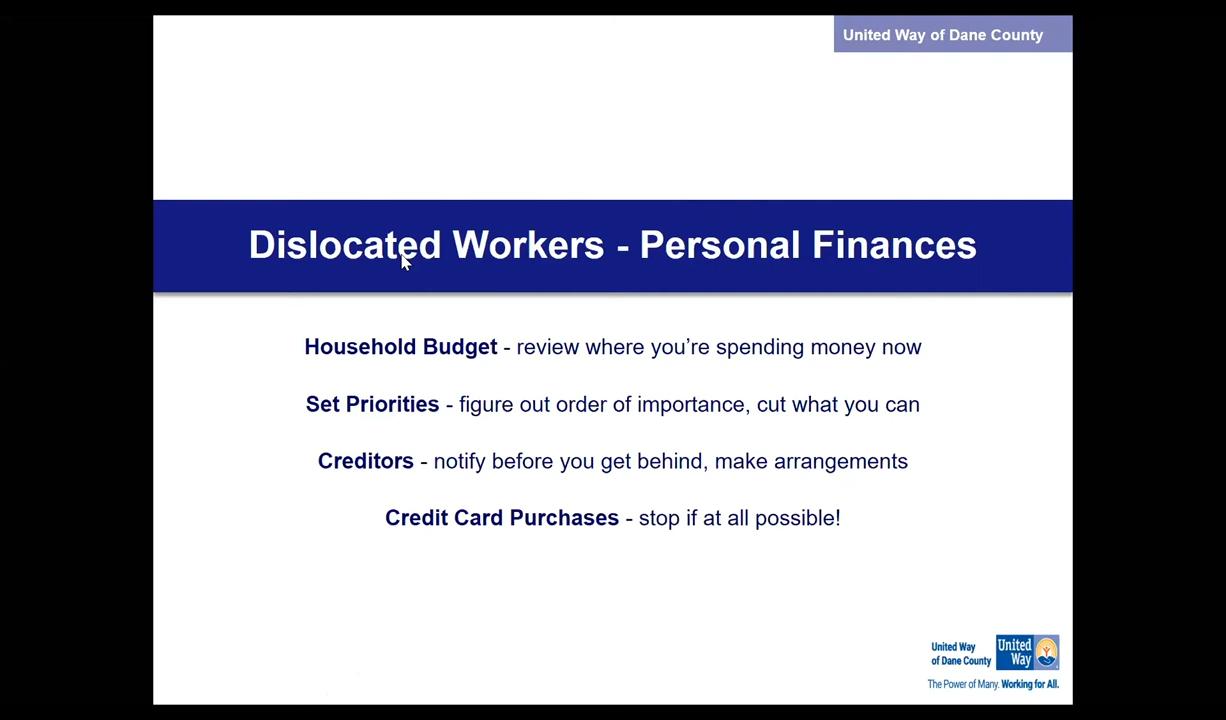 United Way of Dane County
Dislocated Workers - Personal Finances
Household Budget - review where you’re spending money now
Set Priorities - figure out order of importance, cut what you can
Creditors - notify before you get behind, make arrangements
Credit Card Purchases - stop if at all possible!
United Way
of Dane County
United
Way
The Power of Many. Working for All.